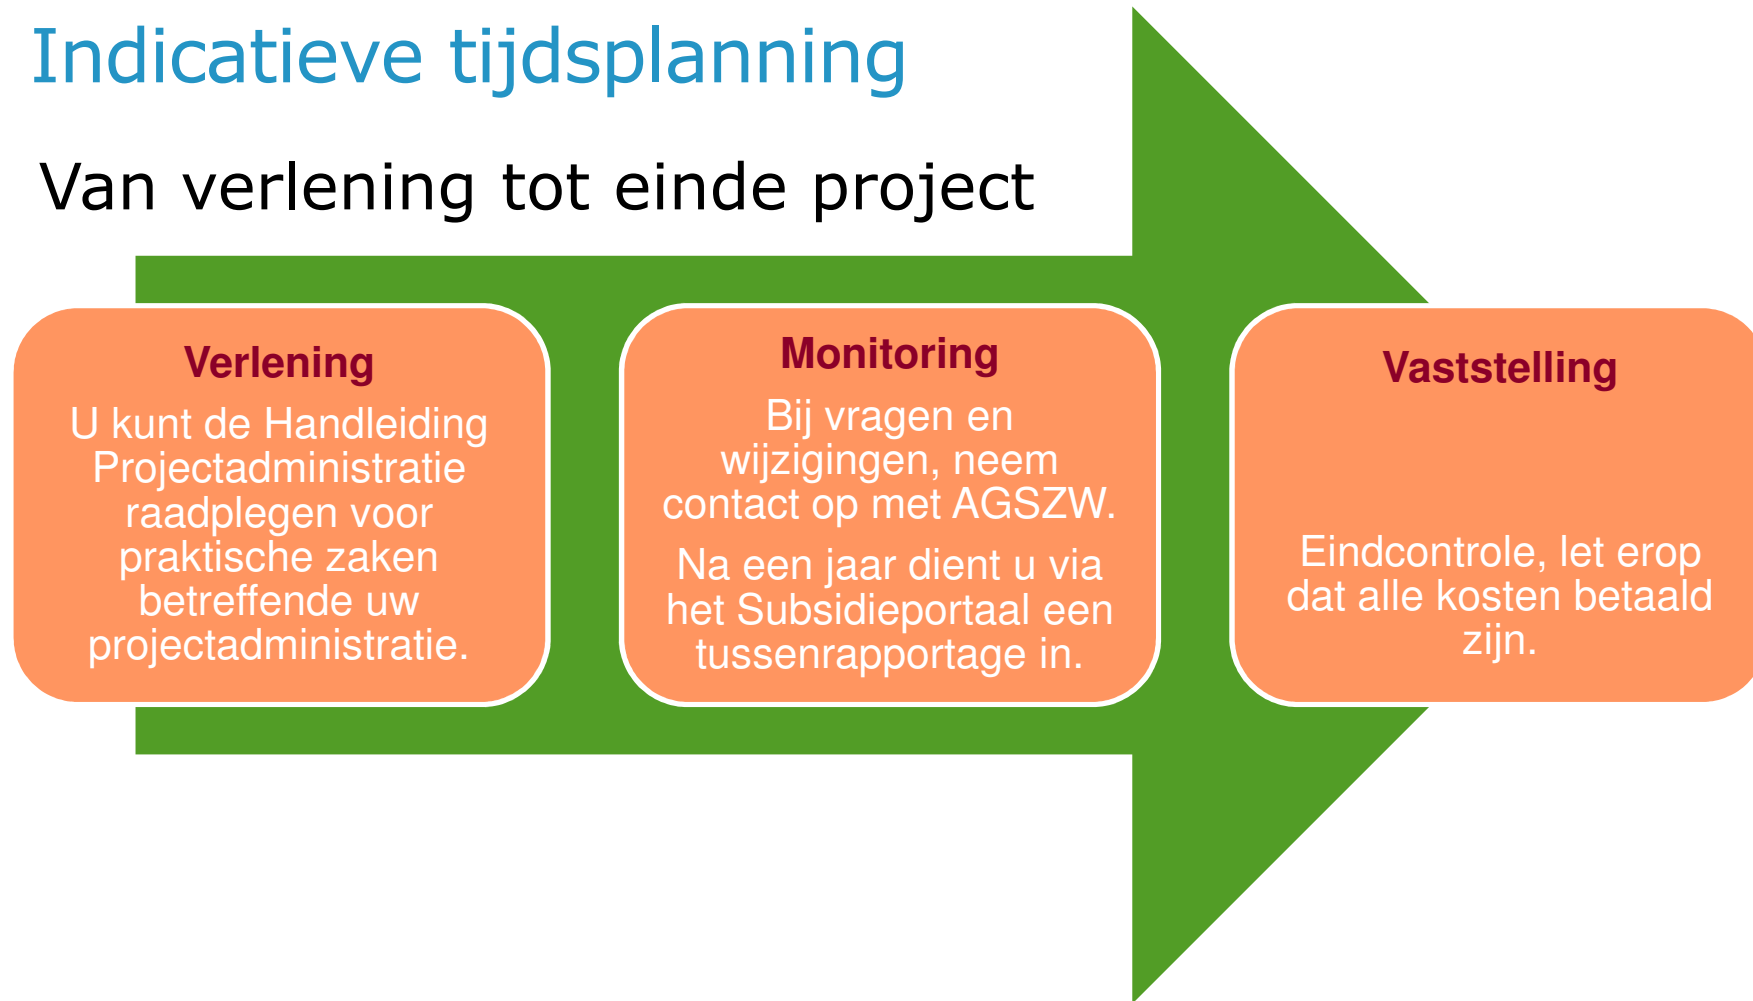 Indicatieve tijdsplanning
Van verlening tot einde project
Verlening
U kunt de Handleiding
Projectadministratie
raadplegen voor
praktische zaken
betreffende uw
projectadministratie.
Monitoring
Bij vragen en
wijzigingen, neem
contact op met AGSZW.
Na een jaar dient u via
het Subsidieportaal een
tussenrapportage in.
Vaststelling
Eindcontrole, let erop
dat alle kosten betaald
zijn.